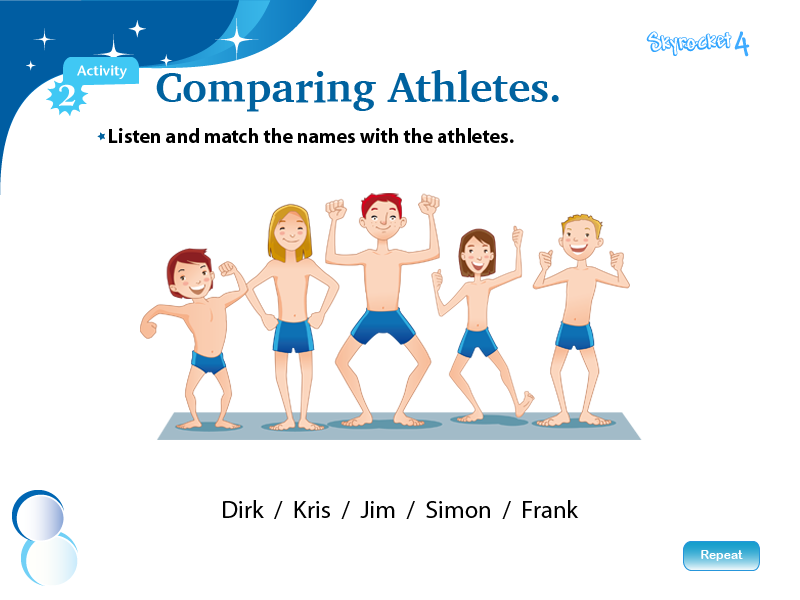 Skyrocket 4
Activity
2
Comparing Athletes.
Listen and match the names with the athletes.
Dirk / Kris / Jim / Simon / Frank
Repeat